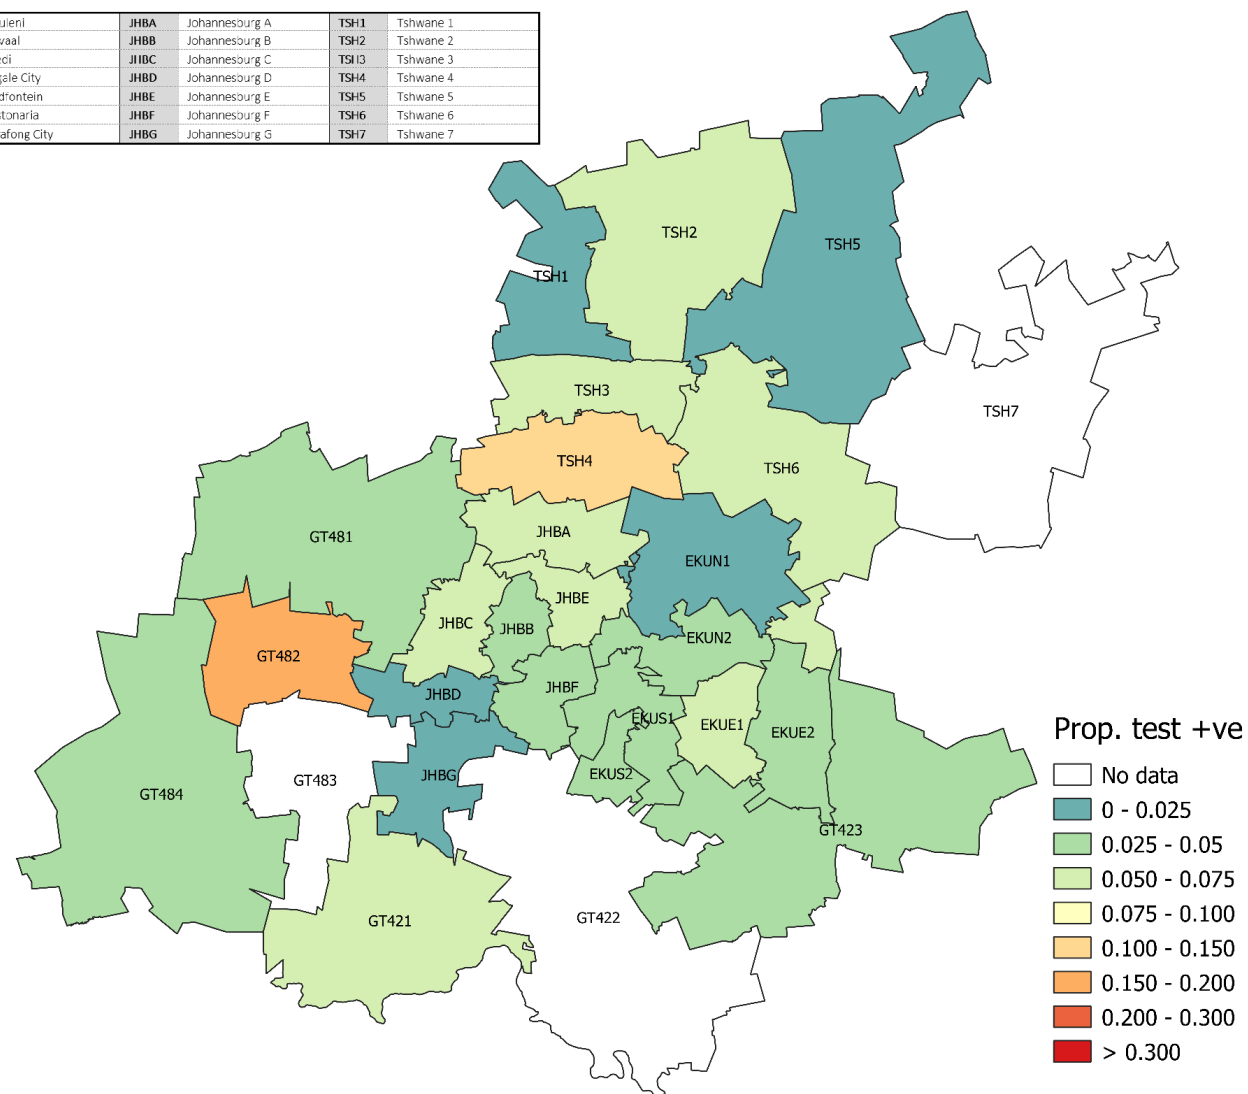 JHBA Johannesburg A TSH1 Tshwane 1
JHBB Johannesburg B TSH2 Tshwane 2
JHBC Johannesburg C TSH3 Tshwane 3
City JHBD Johannesburg D TSH4 Tshwane 4
JHBE Johannesburg E TSH5 Tshwane 5
JHBF Johannesburg F TSH6 Tshwane 6
City JHBG Johannesburg G TSH7 Tshwane 7
TSH2
TSH5
TSH1
TSH3
TSH7
TSH4
TSH6
GT481
JHBA
EKUN1
JHBE
JHBC
JHBB
EKUN2
GT482
JHBF
JHBD
EKUS1
EKUE1
EKUE2
GT483
JHBG
EKUS2
GT484
GT423
GT422
GT421
Prop. test +ve
No data
0 - 0.025
0.025 - 0.05
0.050 - 0.075
0.075 - 0.100
0.100 - 0.150
0.150 - 0.200
0.200 - 0.300
> 0.300